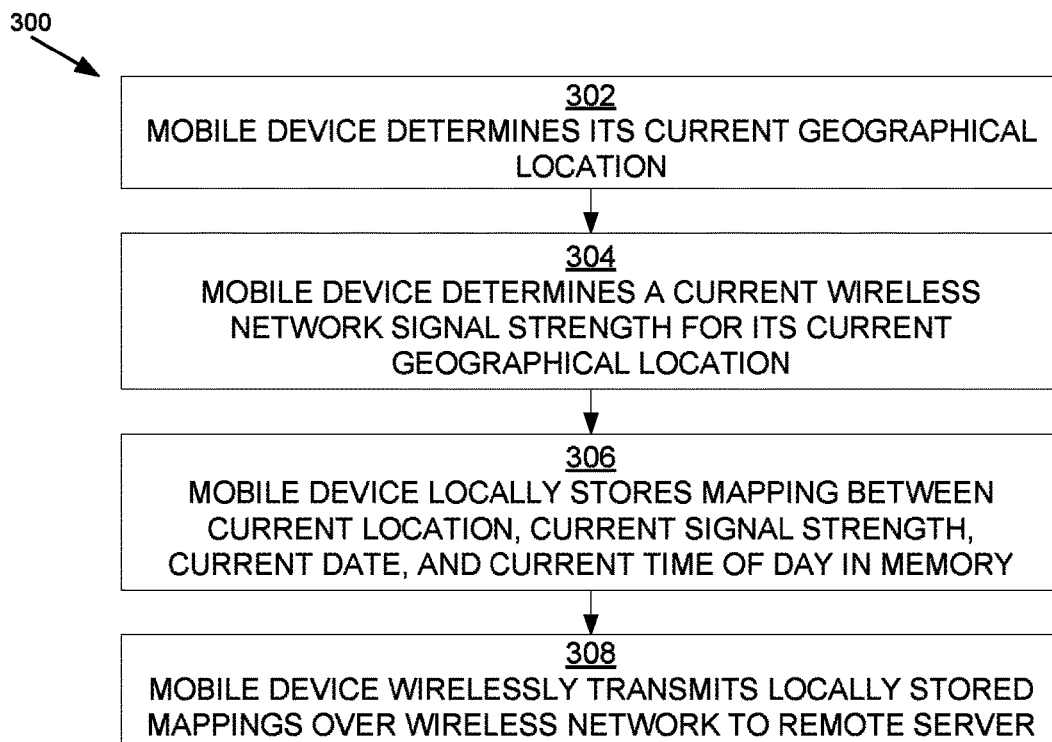 300
302
MOBILE DEVICE DETERMINES ITS CURRENT GEOGRAPHICAL
LOCATION
304
MOBILE DEVICE DETERMINES A CURRENT WIRELESS
NETWORK SIGNAL STRENGTH FOR ITS CURRENT
GEOGRAPHICAL LOCATION
306
MOBILE DEVICE LOCALLY STORES MAPPING BETWEEN
CURRENT LOCATION, CURRENT SIGNAL STRENGTH,
CURRENT DATE, AND CURRENT TIME OF DAY IN MEMORY
308
MOBILE DEVICE WIRELESSLY TRANSMITS LOCALLY STORED
MAPPINGS OVER WIRELESS NETWORK TO REMOTE SERVER